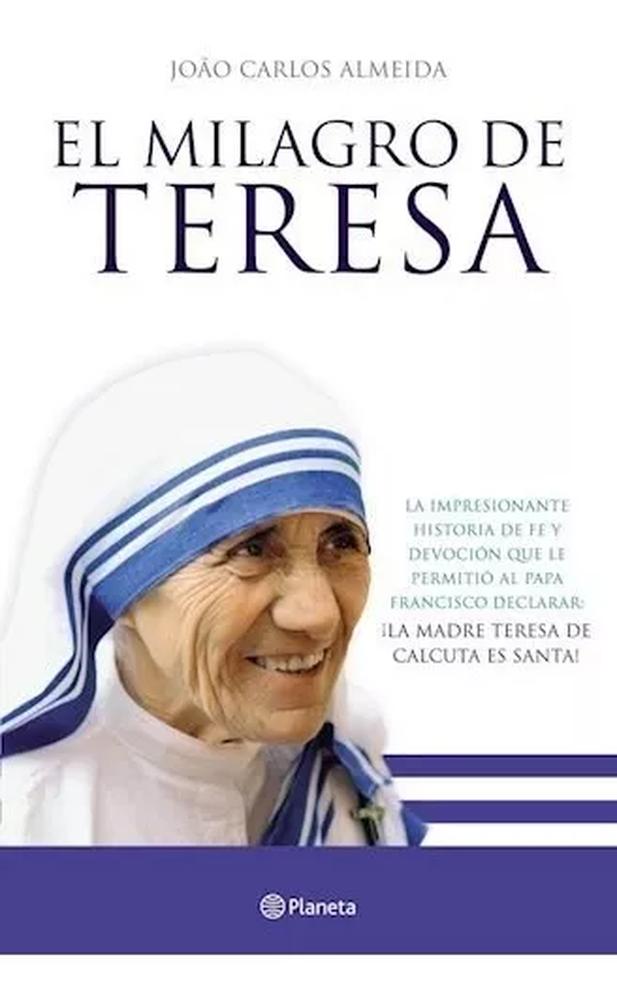 JOÃO CARLOS ALMEIDA
EL MILAGRO DE
TERESA
LA IMPRESIONANTE
HISTORIA DE FE Y
DEVOCIÓN QUE LE
PERMITIÓ AL PAPA
FRANCISCO DECLARAR:
¡LA MADRE TERESA DE
CALCUTA ES SANTA!
Planeta